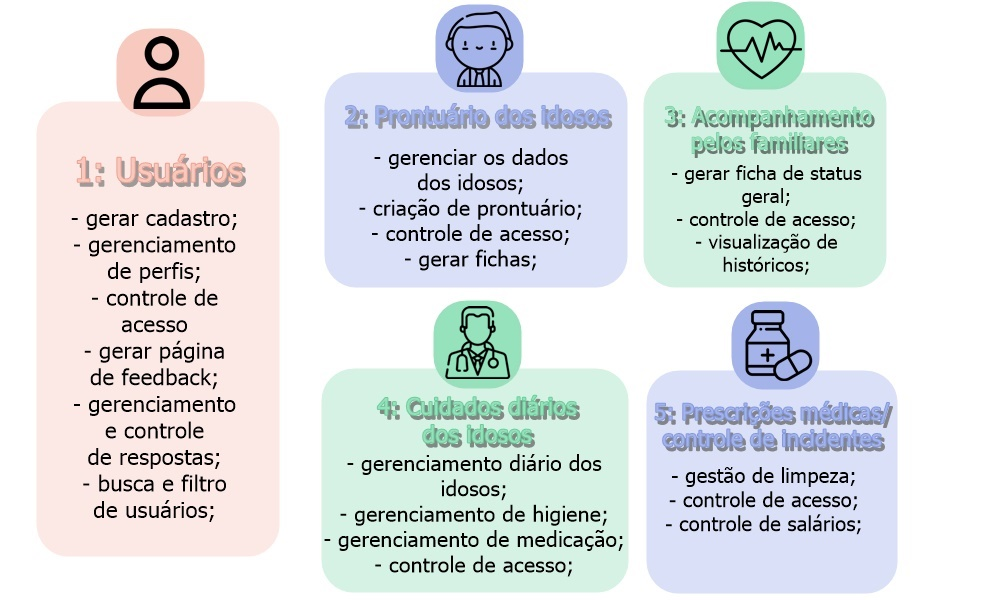 1: Usuários
- gerar cadastro;
- gerenciamento
de perfis;
- controle de
acesso
- gerar página
de feedback;
- gerenciamento
e controle
de respostas;
- busca e filtro
de usuários;
2: Prontuário dos idosos
- gerenciar os dados
dos idosos;
- criação de prontuário;
- controle de acesso;
- gerar fichas;
3: Acompanhamento
pelos familiares
- gerar ficha de status
geral;
- controle de acesso;
- visualização de
históricos;
4: Cuidados diários
dos idosos
- gerenciamento diário dos
idosos;
- gerenciamento de higiene;
- gerenciamento de medicação;
- controle de acesso;
5: Prescrições médicas/
controle de incidentes
- gestão de limpeza;
- controle de acesso;
- controle de salários;